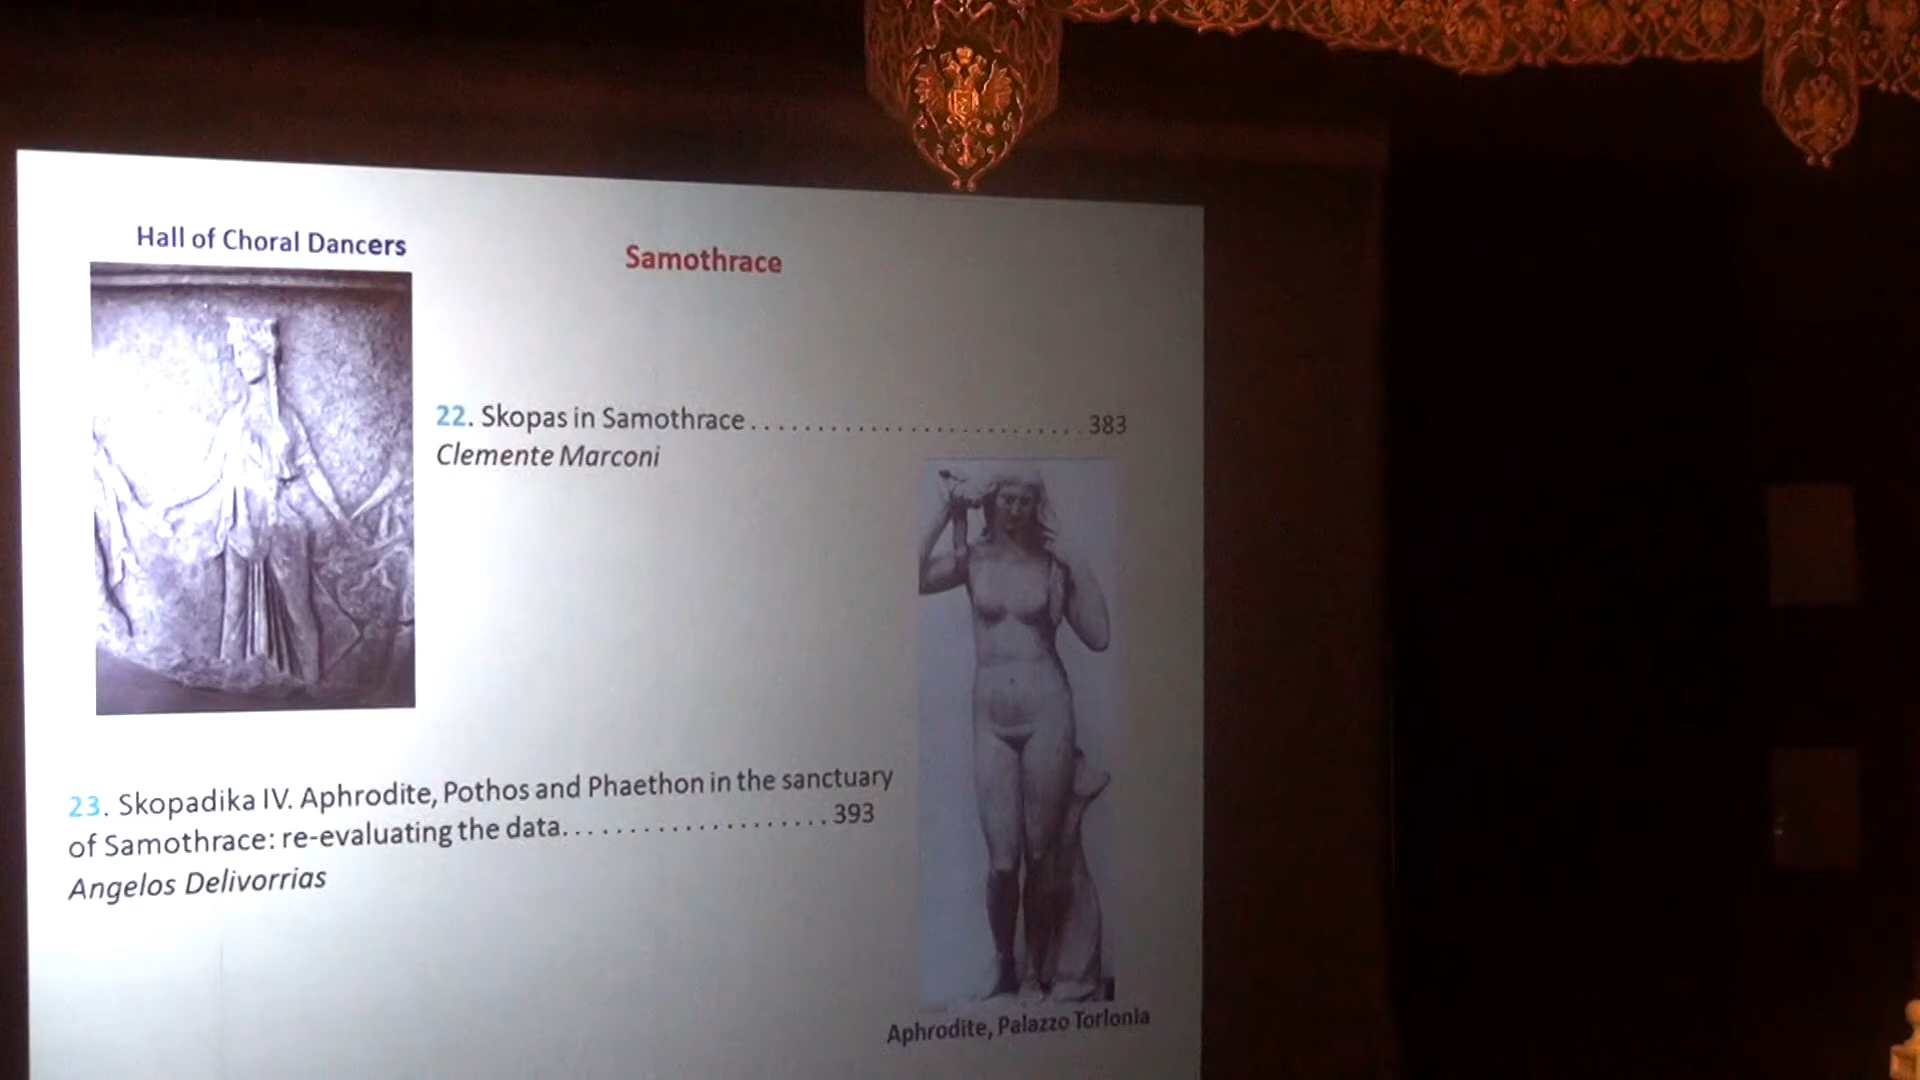 Hall of Choral Dancers
Samothrace
22. Skopas in Samothrace.........................383
Clemente Marconi
23. Skopadika IV. Aphrodite, Pothos and Phaethon in the sanctuary
of Samothrace: re-evaluating the data....................393
Angelos Delivorrias
Aphrodite, Palazzo Torlonia